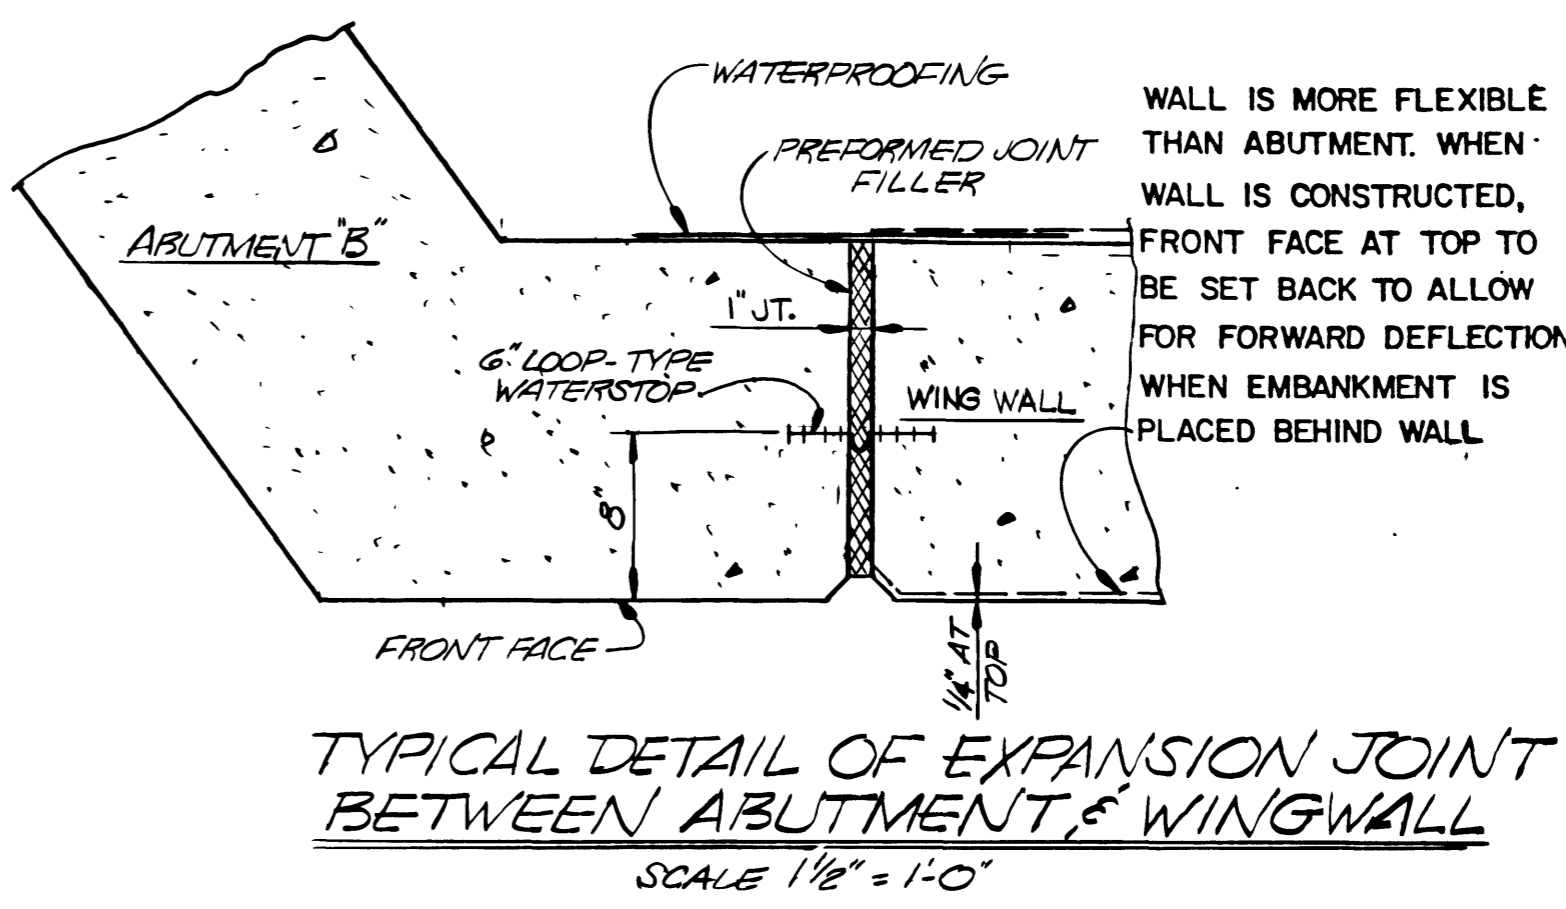 WATERPROOFING
PREFORMED JOINT
FILLER
WALL IS MORE FLEXIBLE
THAN ABUTMENT. WHEN
WALL IS CONSTRUCTED,
FRONT FACE AT TOP TO
BE SET BACK TO ALLOW
FOR FORWARD DEFLECTION
WHEN EMBANKMENT IS
PLACED BEHIND WALL
ABUTMENT "B"
1" JT.
6" LOOP-TYPE
WATERSTOP
WING WALL
8"
FRONT FACE
1/4" AT
TOP
TYPICAL DETAIL OF EXPANSION JOINT
BETWEEN ABUTMENT & WINGWALL
SCALE 1 1/2" = 1'-0"